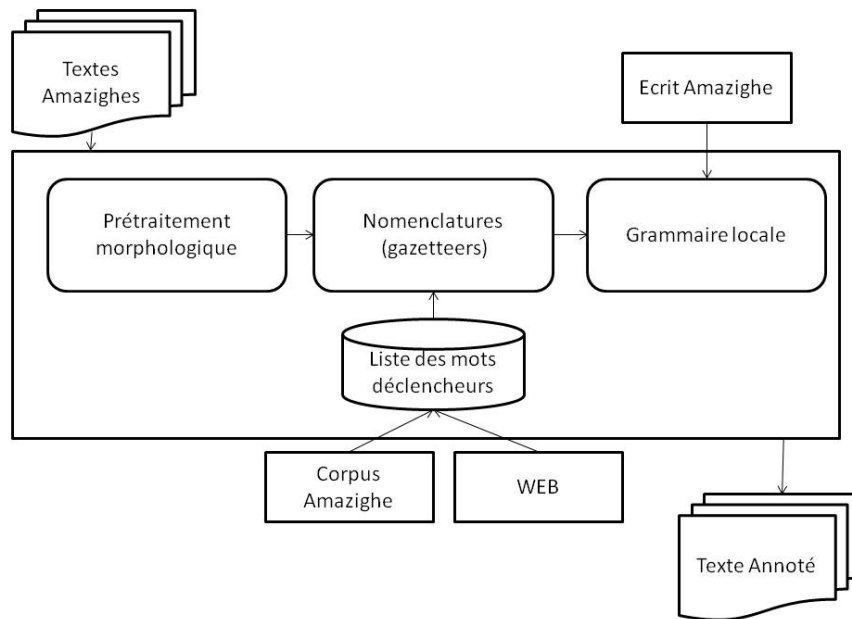 Textes
Amazighes
Ecrit Amazighe
Prétraitement
morphologique
Nomenclatures
(gazetteers)
Grammaire locale
Liste des mots
déclencheurs
Corpus
Amazighe
WEB
Texte Annoté